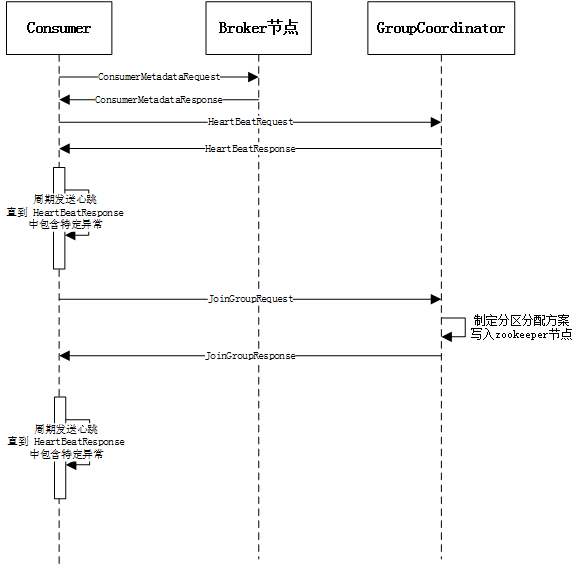 Consumer
Broker节点
GroupCoordinator
ConsumerMetadataRequest
ConsumerMetadataResponse
HeartBeatRequest
HeartBeatResponse
周期发送心跳
直到 HeartBeatResponse
中包含特定异常
JoinGroupRequest
制定分区分配方案
写入zookeeper节点
JoinGroupResponse
周期发送心跳
直到 HeartBeatResponse
中包含特定异常